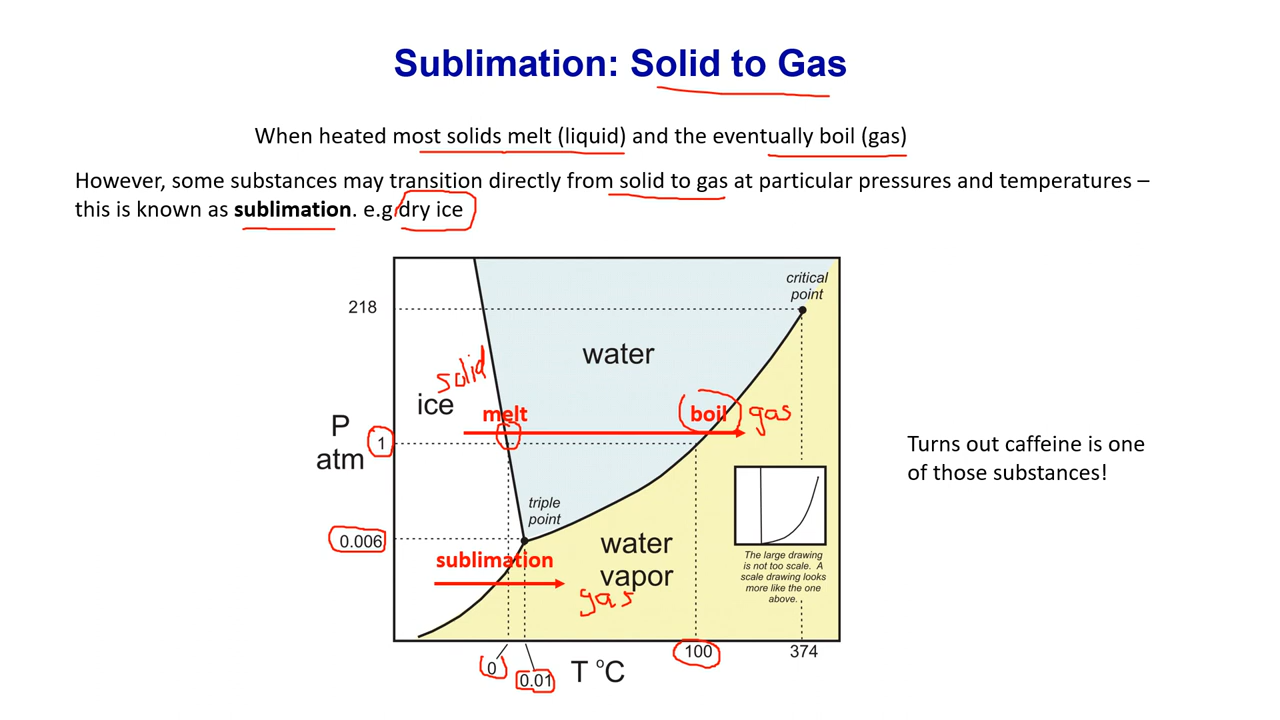 Sublimation: Solid to Gas
When heated most solids melt (liquid) and the eventually boil (gas)
However, some substances may transition directly from solid to gas at particular pressures and temperatures –
this is known as sublimation. e.g dry ice
critical
point
218
water
solid
ice
melt
boil
gas
P
atm
1
Turns out caffeine is one
of those substances!
triple
point
0.006
water
vapor
sublimation
gas
The large drawing
is not too scale. A
scale drawing looks
more like the one
above.
0
0.01
T °C
100
374